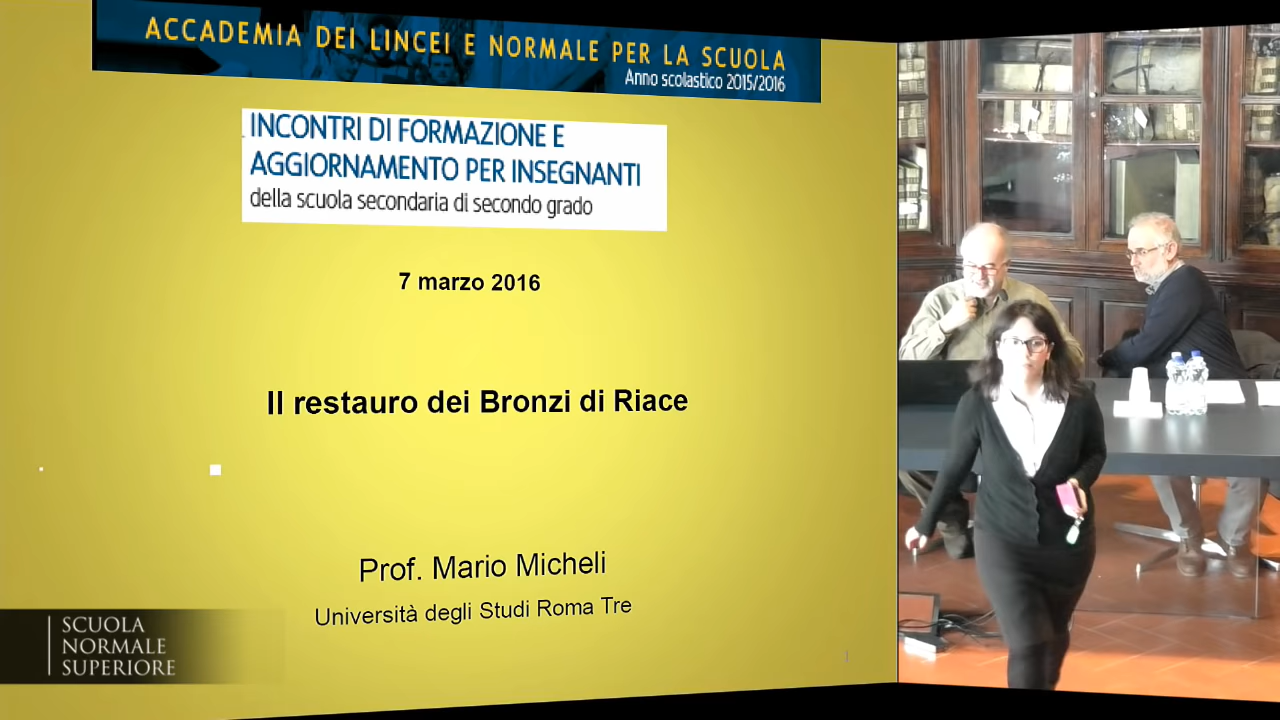 ACCADEMIA DEI LINCEI E NORMALE PER LA SCUOLA
Anno scolastico 2015/2016
INCONTRI DI FORMAZIONE E
AGGIORNAMENTO PER INSEGNANTI
della scuola secondaria di secondo grado
7 marzo 2016
Il restauro dei Bronzi di Riace
Prof. Mario Micheli
Università degli Studi Roma Tre
SCUOLA
NORMALE
SUPERIORE